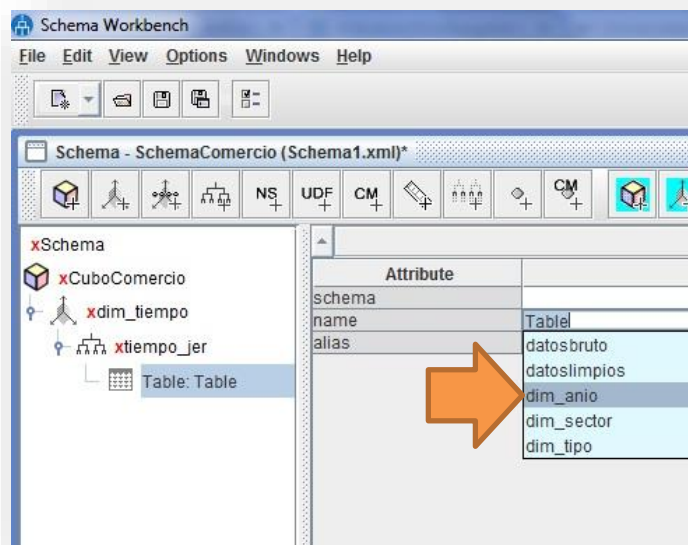 Schema Workbench
File Edit View Options Windows Help
Schema - SchemaComercio (Schema1.xml)*
NS UDF CM CM
xSchema
xCuboComercio
xdim_tiempo
xtiempo_jer
Table: Table
Attribute
schema
name Table
alias
datosbruto
datoslimpios
dim_anio
dim_sector
dim_tipo